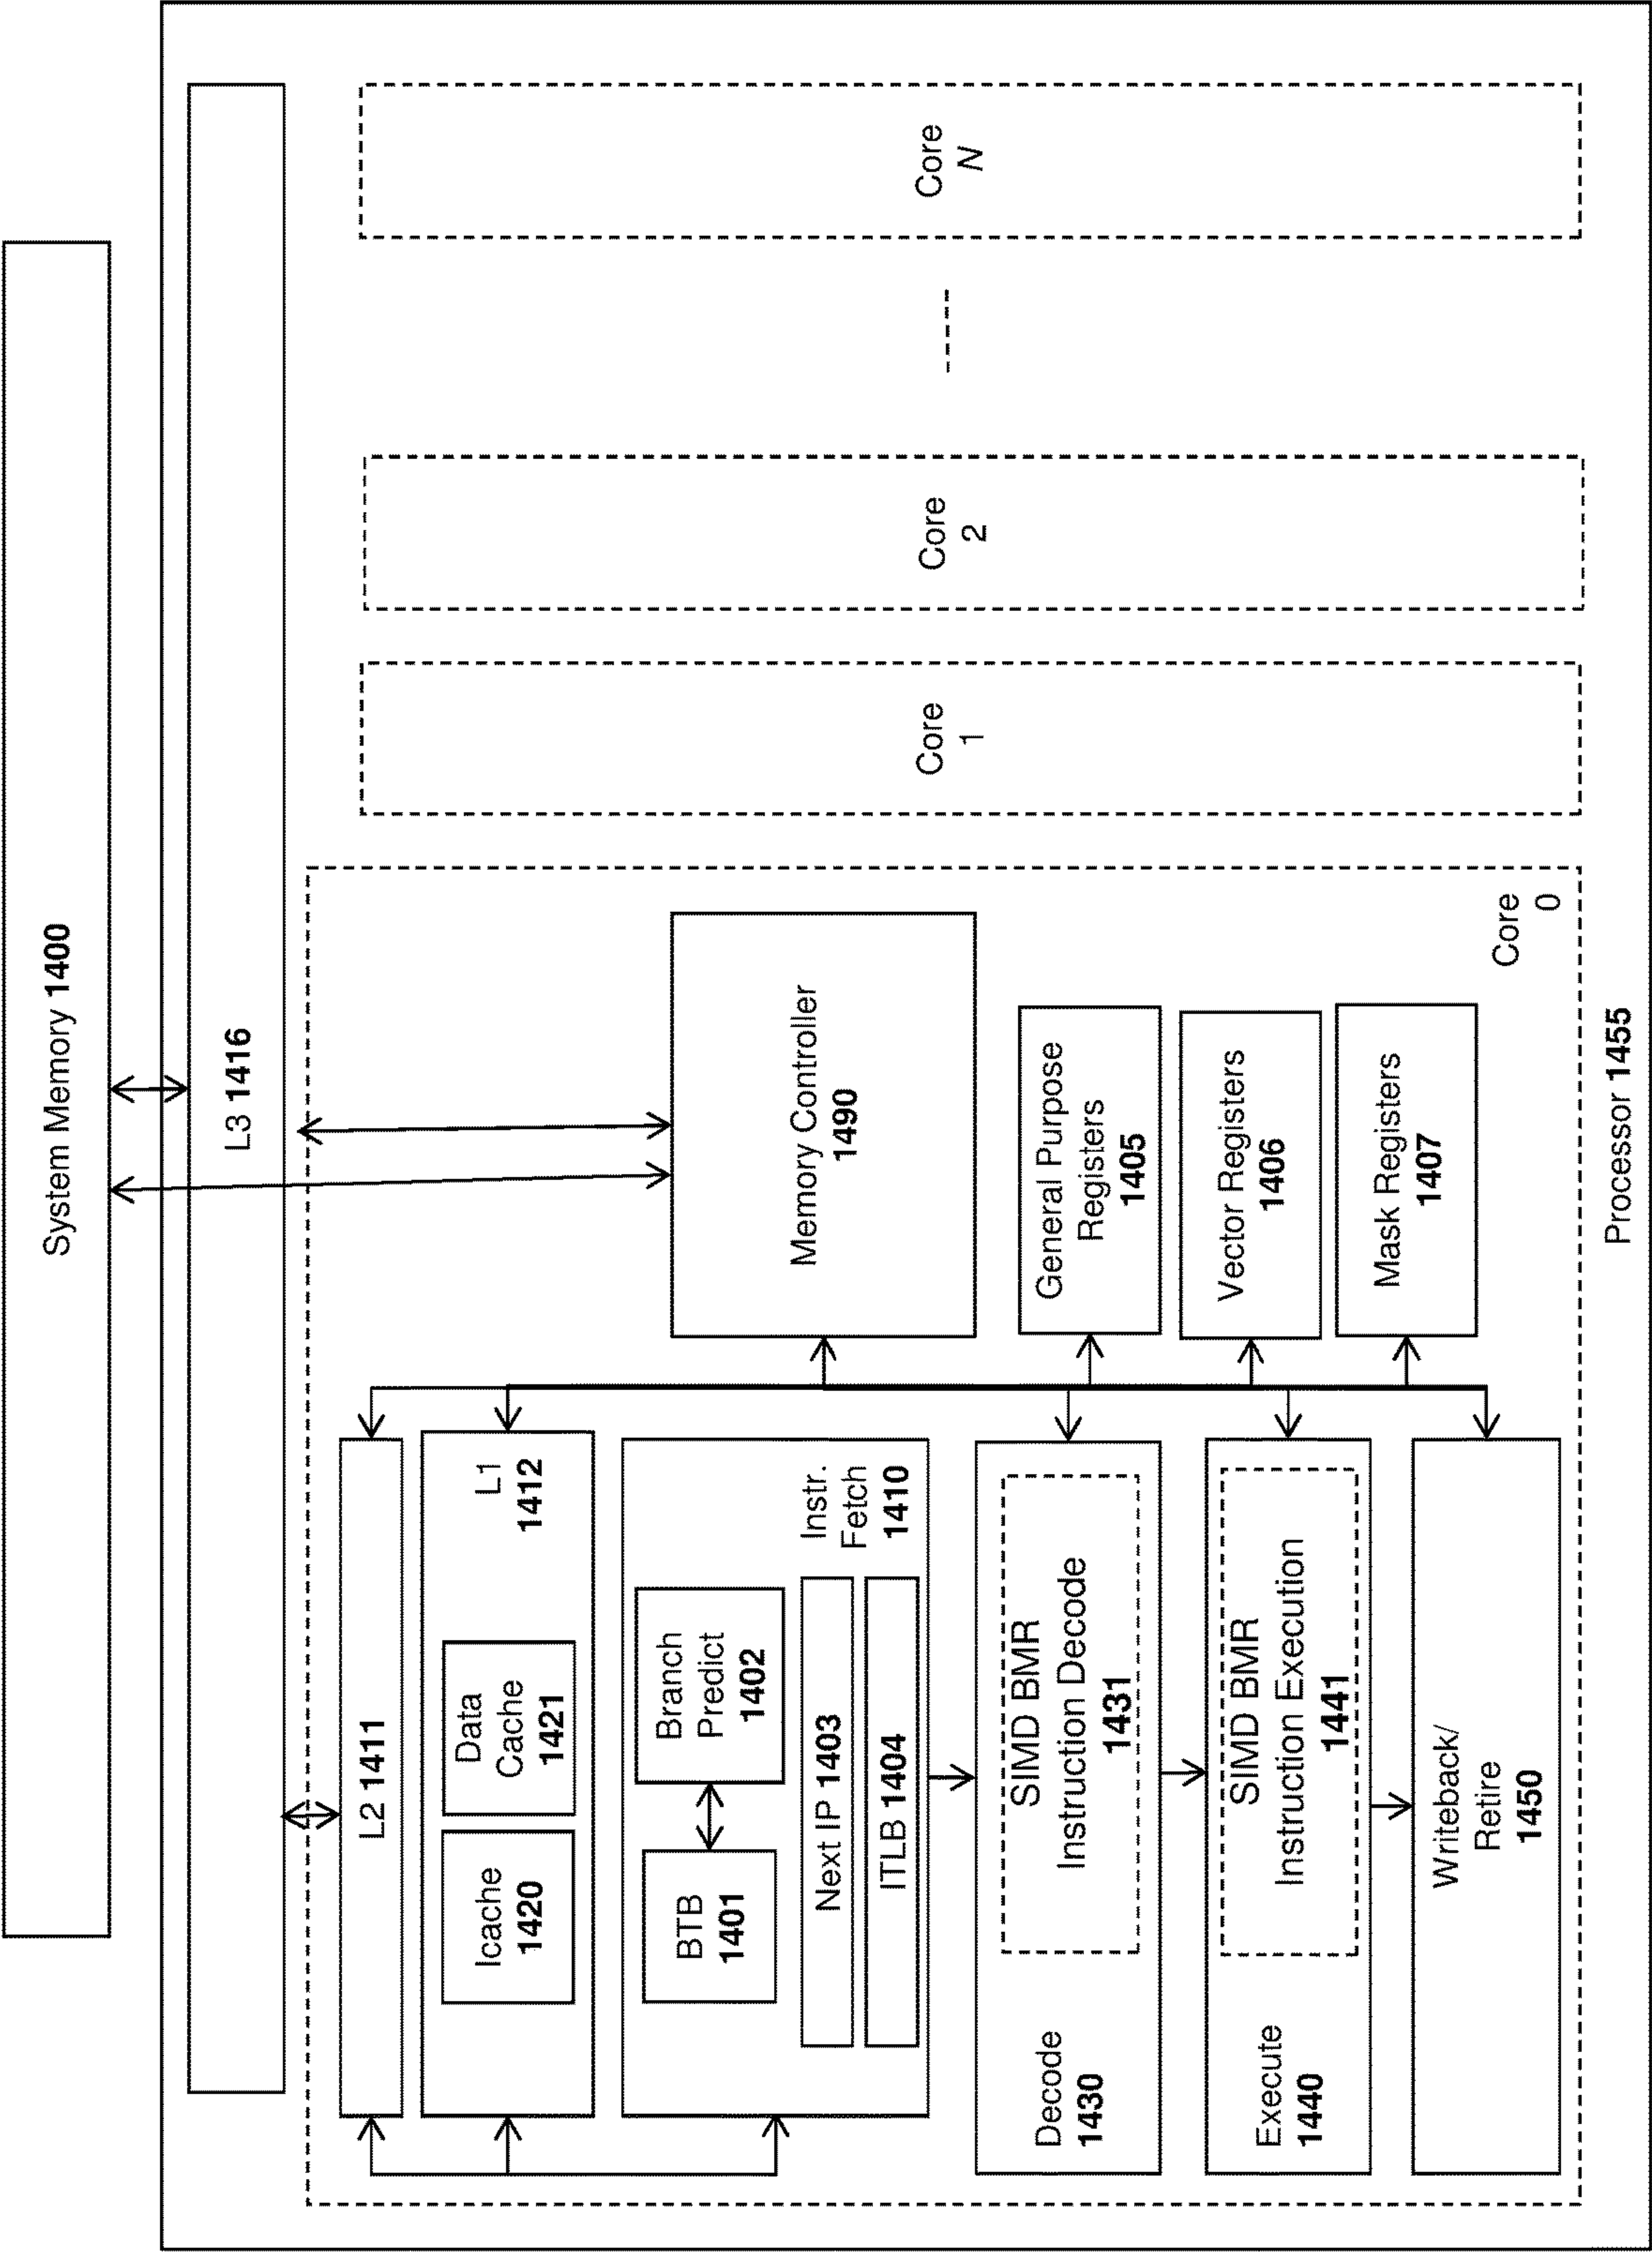 System Memory 1400
L3 1416
L2 1411
Icache
1420
Data
Cache
1421
L1
1412
BTB
1401
Branch
Predict
1402
Next IP 1403
ITLB 1404
Instr.
Fetch
1410
Decode
1430
SIMD BMR
Instruction Decode
1431
Execute
1440
SIMD BMR
Instruction Execution
1441
Writeback/
Retire
1450
Memory Controller
1490
General Purpose
Registers
1405
Vector Registers
1406
Mask Registers
1407
Core
0
Core
1
Core
2
Core
N
Processor 1455